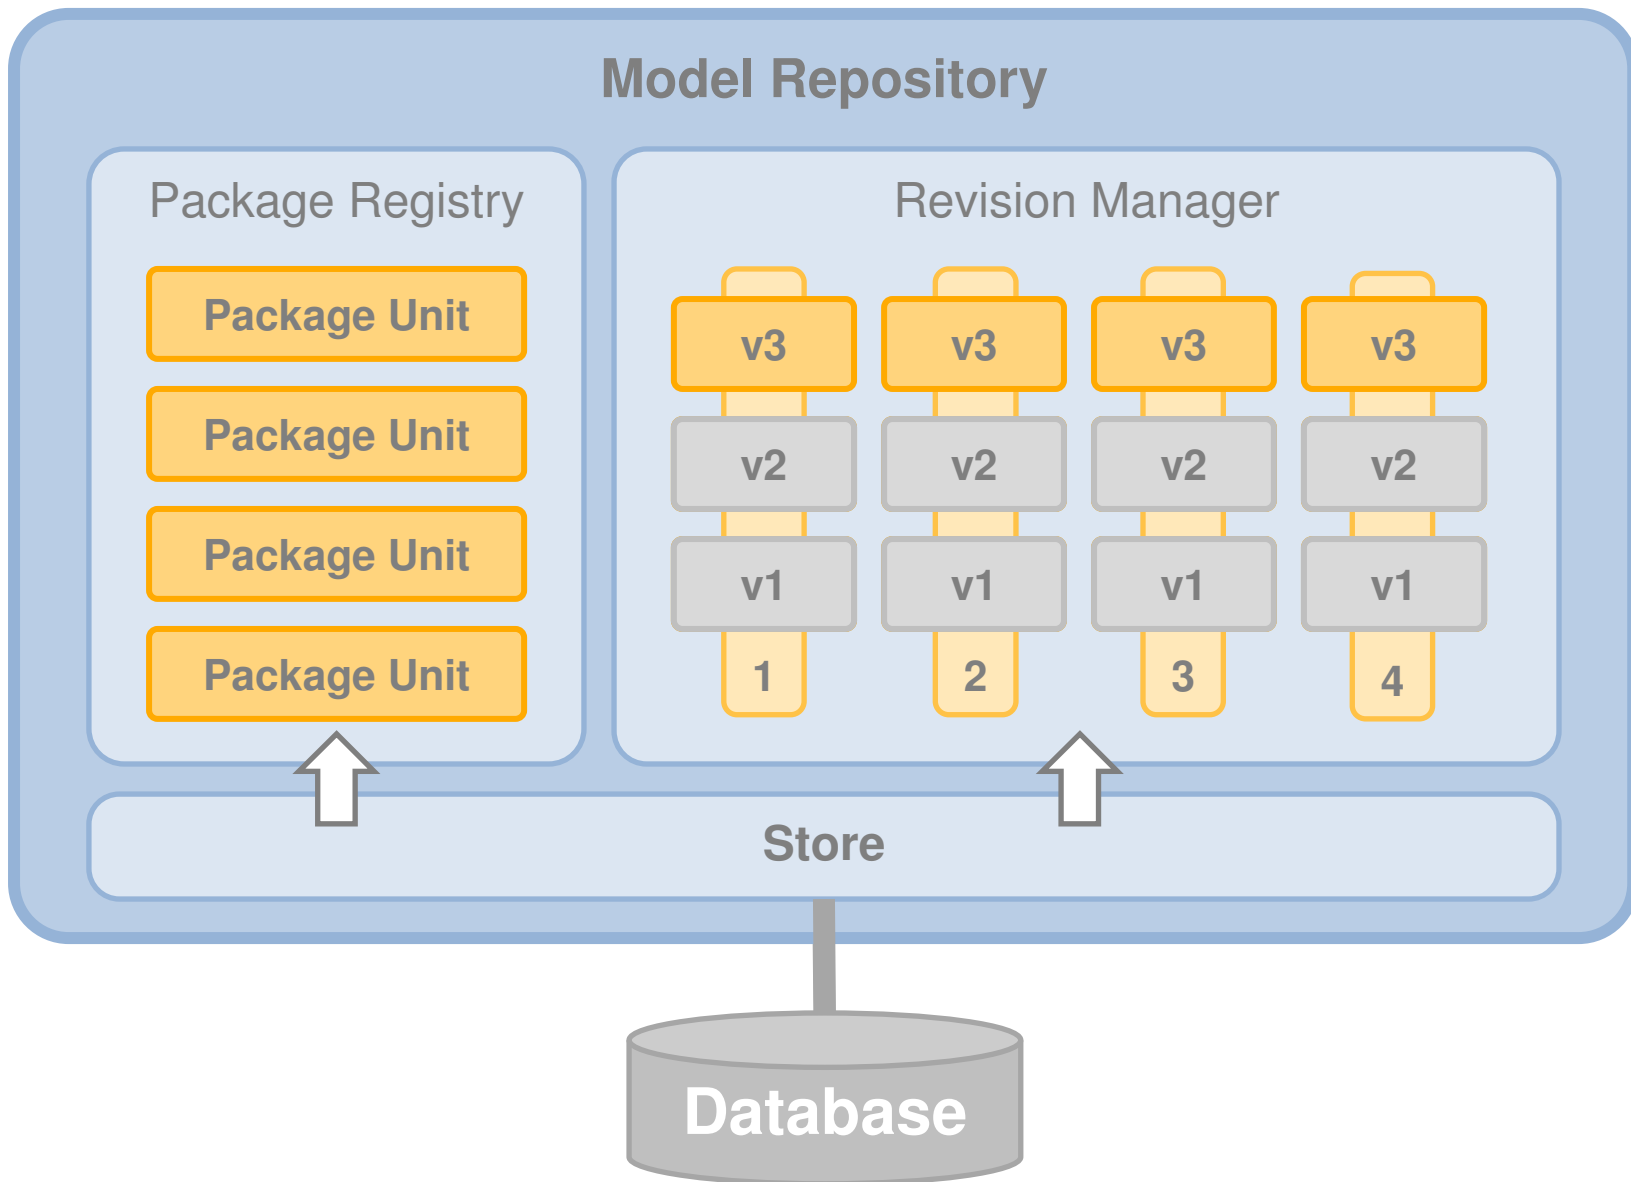 Model Repository
Package Registry
Package Unit
Package Unit
Package Unit
Package Unit
Revision Manager
v3 v3 v3 v3
v2 v2 v2 v2
v1 v1 v1 v1
1 2 3 4
Store
Database